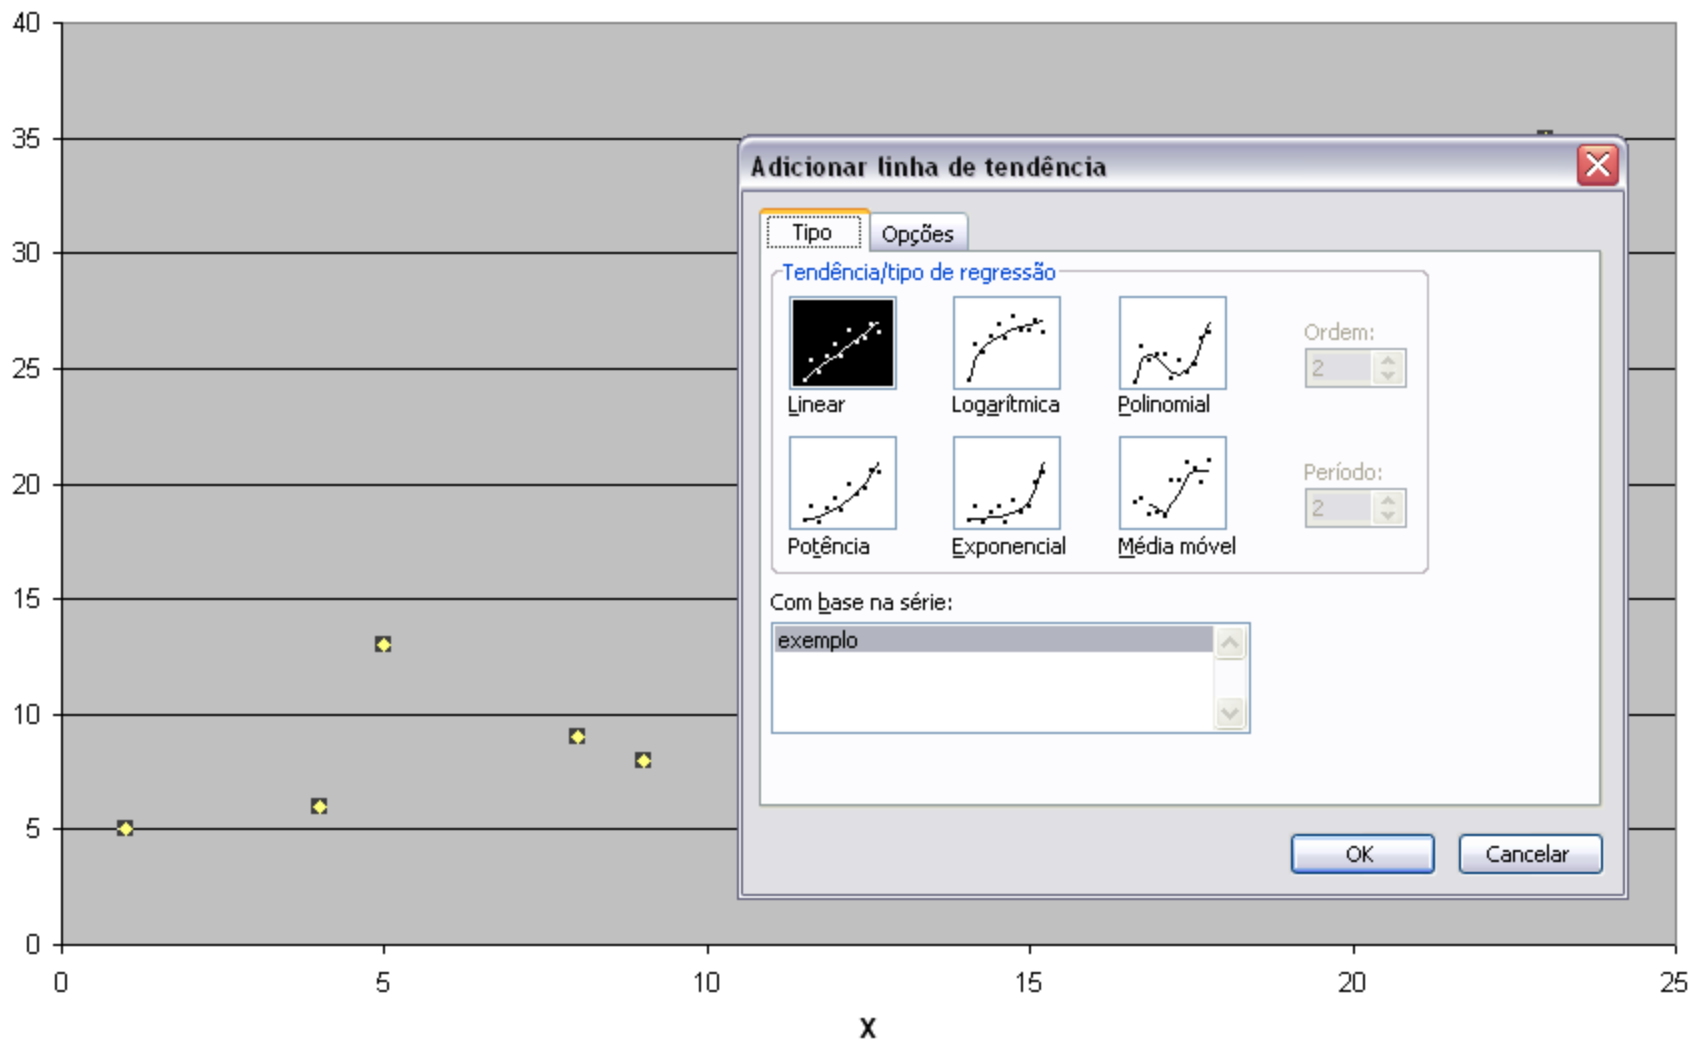 40
35
30
25
20
15
10
5
0
0 5 10 15 20 25
X
Adicionar linha de tendência
Tipo Opções
Tendência/tipo de regressão
Linear Logarítmica Polinomial
Ordem:
2
Potência Exponencial Média móvel
Período:
2
Com base na série:
exemplo
OK Cancelar